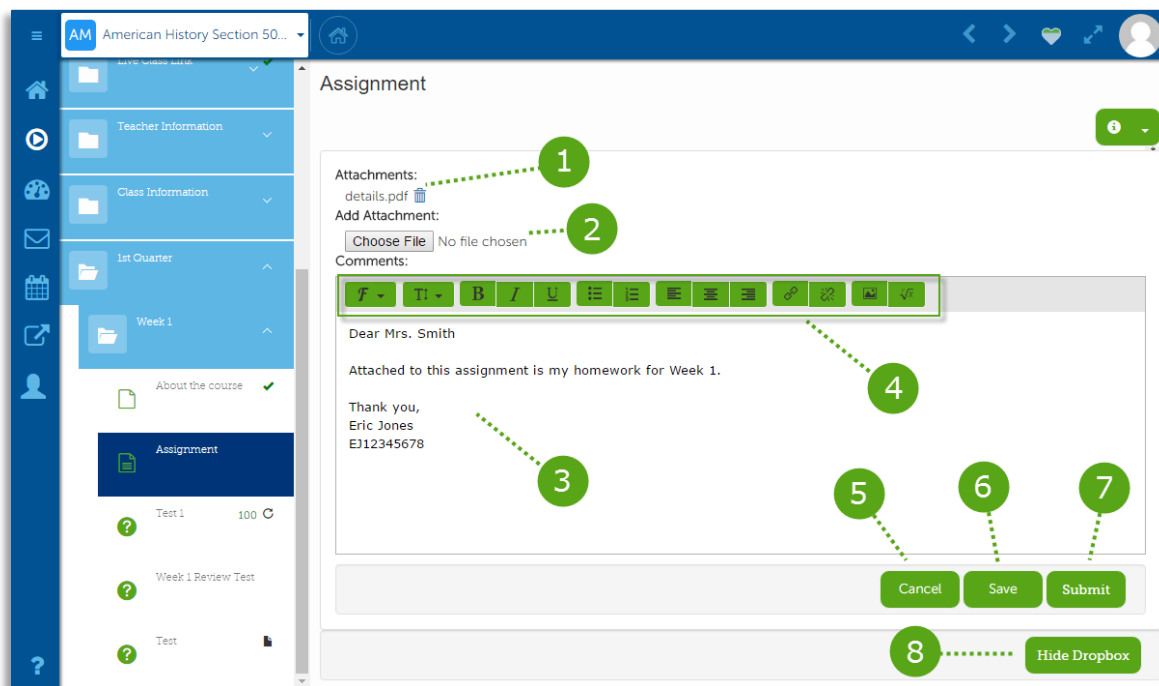 AM American History Section 50...
Live Class Link
Teacher Information
Class Information
1st Quarter
Week 1
About the course
Assignment
Test 1 100
Week 1 Review Test
Test
?
Assignment
1
Attachments:
details.pdf
Add Attachment:
2
Choose File No file chosen
Comments:
F T B I U
Dear Mrs. Smith
Attached to this assignment is my homework for Week 1.
4
Thank you,
Eric Jones
EJ12345678
3
5
6
7
Cancel Save Submit
8
Hide Dropbox